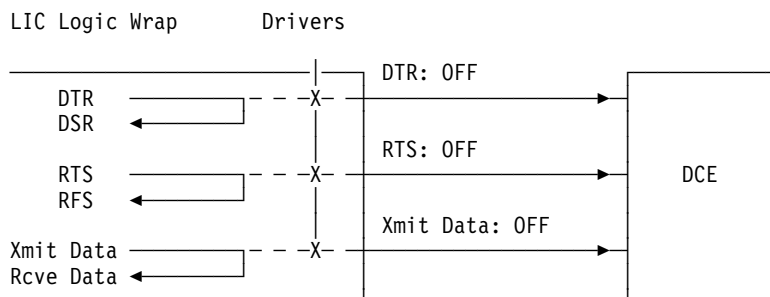 LIC Logic Wrap Drivers
DTR: OFF
DTR X
DSR
RTS: OFF
RTS X DCE
RFS
Xmit Data: OFF
Xmit Data X
Rcve Data